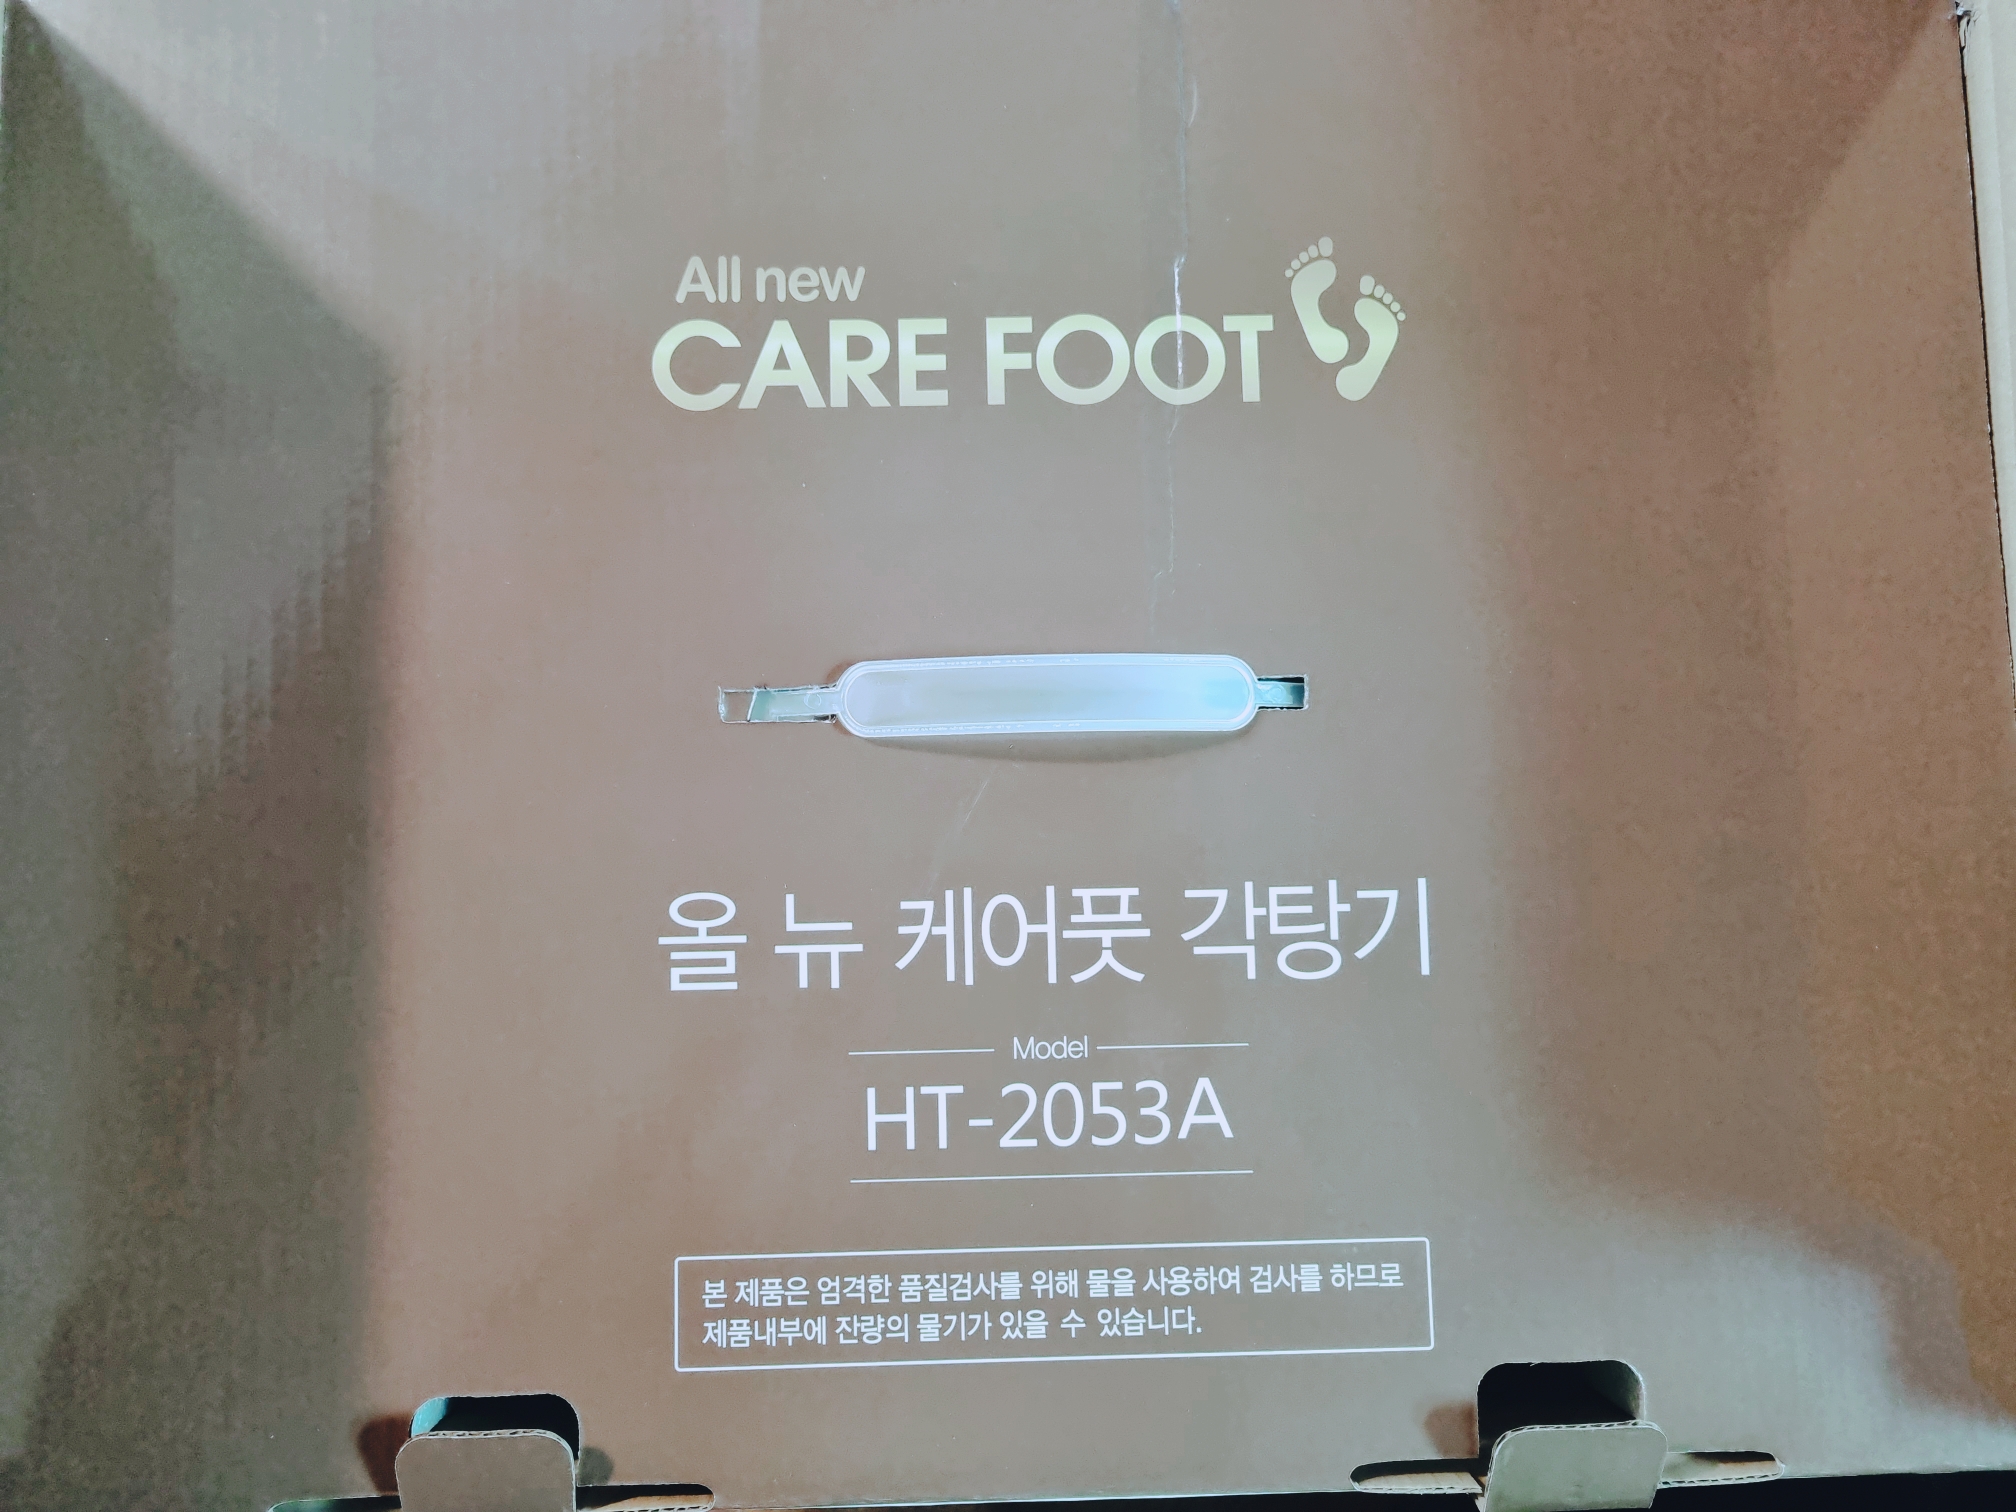 All new
CARE FOOT
올 뉴 케어풋 각탕기
Model
HT-2053A
본 제품은 엄격한 품질검사를 위해 물을 사용하여 검사를 하므로
제품내부에 잔량의 물기가 있을 수 있습니다.